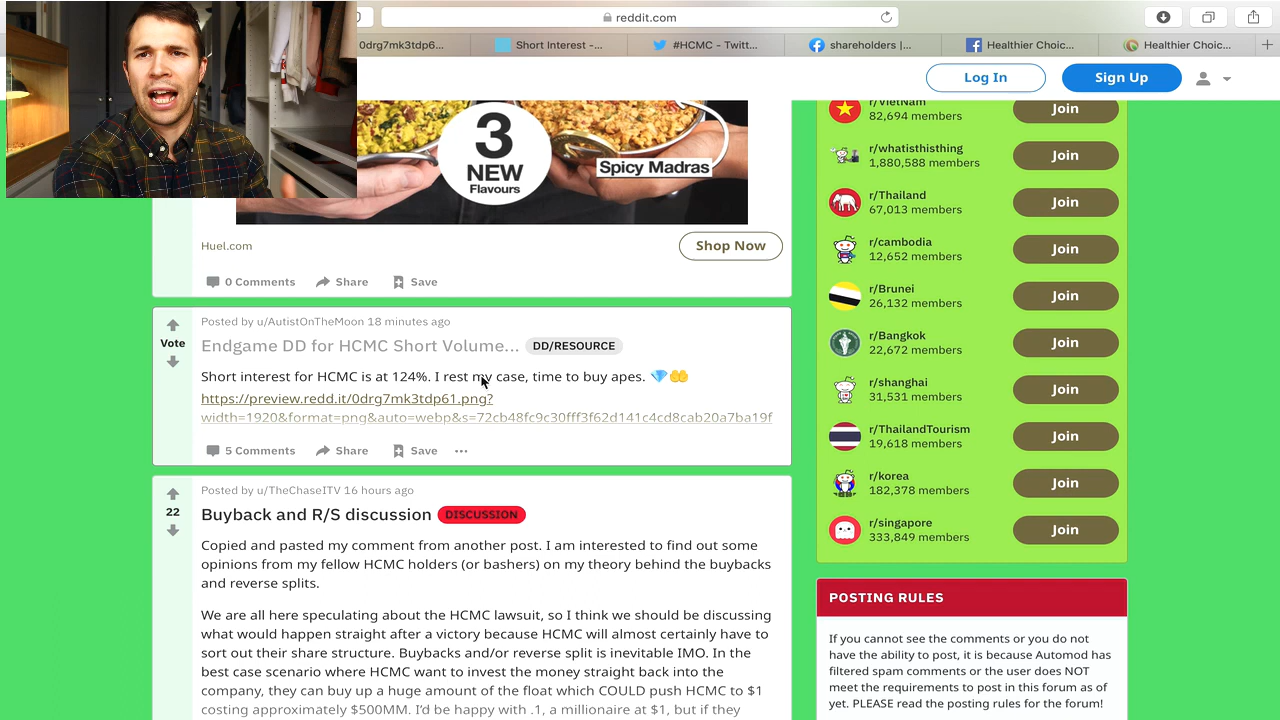 reddit.com
0drg7mk3tdp6...
Short Interest -...
#HCMC - Twitt...
shareholders |...
Healthier Choic...
Healthier Choic...
Log In
Sign Up
3
NEW
Flavours
Spicy Madras
Huel.com
Shop Now
0 Comments
Share
Save
Posted by u/AutistOnTheMoon 18 minutes ago
Vote
Endgame DD for HCMC Short Volume...
DD/RESOURCE
Short interest for HCMC is at 124%. I rest my case, time to buy apes. 💎🤲
https://preview.redd.it/0drg7mk3tdp61.png?
width=1920&format=png&auto=webp&s=72cb48fc9c30fff3f62d141c4cd8cab20a7ba19f
5 Comments
Share
Save
Posted by u/TheChaseITV 16 hours ago
22
Buyback and R/S discussion
DISCUSSION
Copied and pasted my comment from another post. I am interested to find out some
opinions from my fellow HCMC holders (or bashers) on my theory behind the buybacks
and reverse splits.
We are all here speculating about the HCMC lawsuit, so I think we should be discussing
what would happen straight after a victory because HCMC will almost certainly have to
sort out their share structure. Buybacks and/or reverse split is inevitable IMO. In the
best case scenario where HCMC want to invest the money straight back into the
company, they can buy up a huge amount of the float which COULD push HCMC to $1
costing approximately $500MM. I'd be happy with .1, a millionaire at $1, but if they
r/VietNam
82,694 members
Join
r/whatisthisthing
1,880,588 members
Join
r/Thailand
67,013 members
Join
r/cambodia
12,652 members
Join
r/Brunei
26,132 members
Join
r/Bangkok
22,672 members
Join
r/shanghai
31,531 members
Join
r/ThailandTourism
19,618 members
Join
r/korea
182,378 members
Join
r/singapore
333,849 members
Join
POSTING RULES
If you cannot see the comments or you do not
have the ability to post, it is because Automod has
filtered spam comments or the user does NOT
meet the requirements to post in this forum as of
yet. PLEASE read the posting rules for the forum!